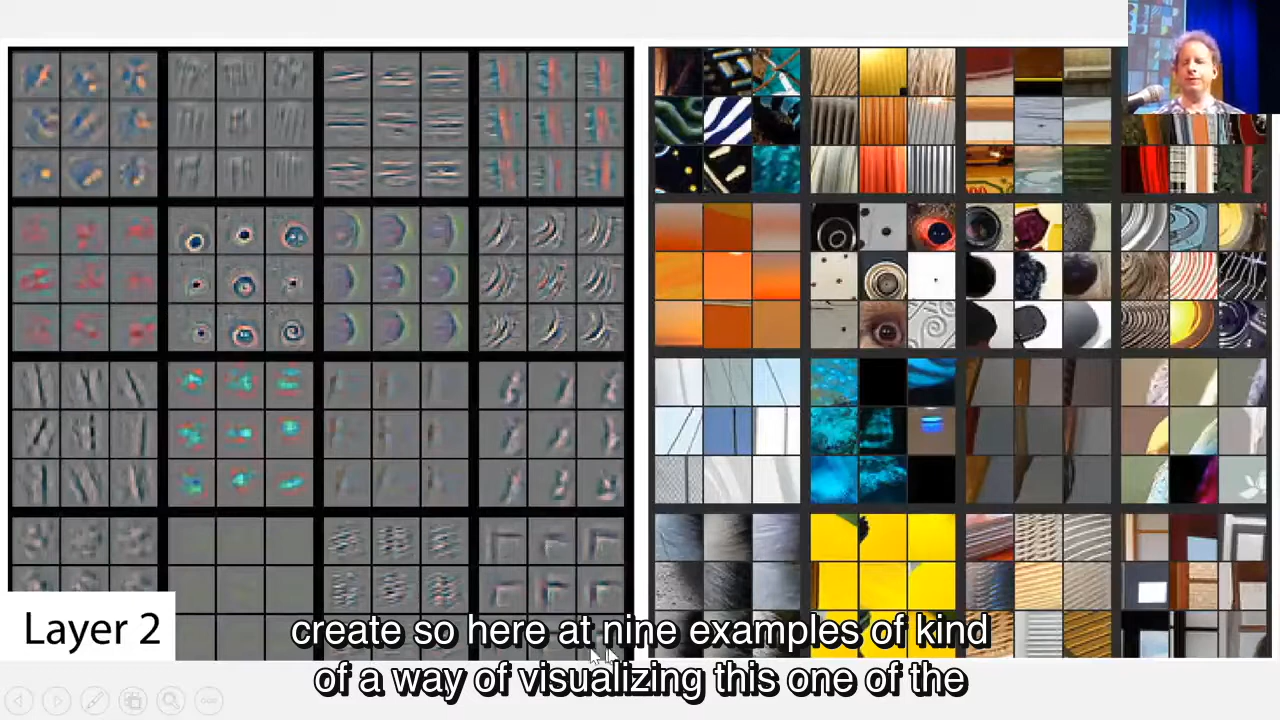 Layer 2
create so here at nine examples of kind
of a way of visualizing this one of the